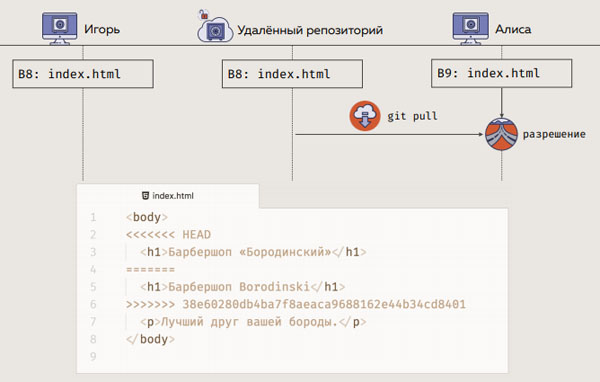 Игорь
Удалённый репозиторий
Алиса
B8: index.html
B8: index.html
B9: index.html
git pull
разрешение
index.html
1 <body>
2 <<<<<<< HEAD
3 <h1>Барбершоп «Бородинский»</h1>
4 =======
5 <h1>Барбершоп Borodinski</h1>
6 >>>>>>> 38e60280db4ba7f8aeaca9688162e44b34cd8401
7 <p>Лучший друг вашей бороды.</p>
8 </body>
9